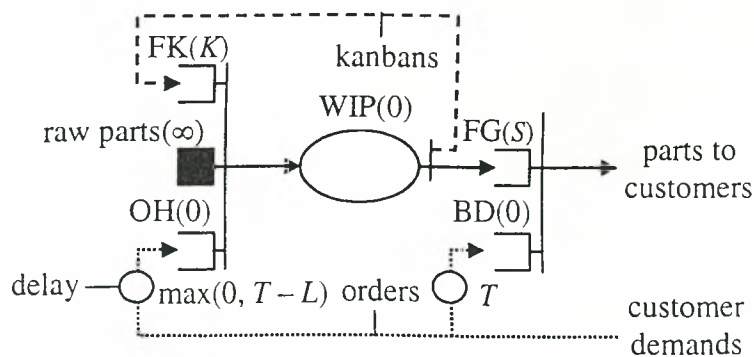 FK(K)
kanbans
WIP(0)
raw parts(∞)
FG(S)
parts to
customers
OH(0)
BD(0)
delay
max(0, T – L)
orders
T
customer
demands